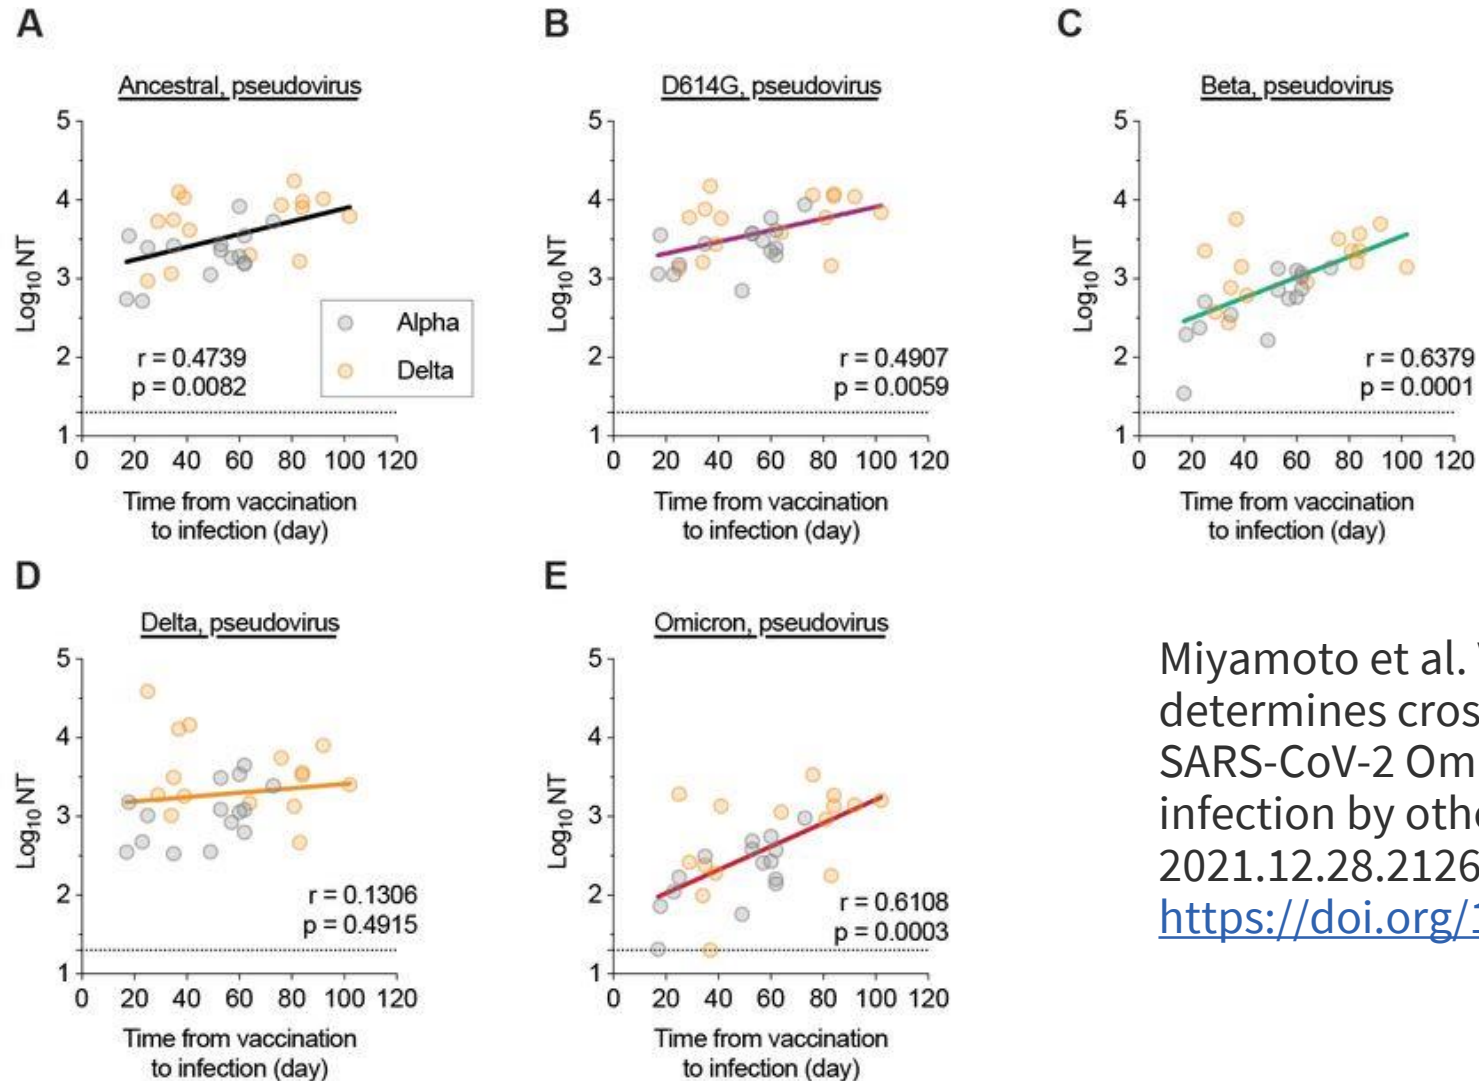 A
Ancestral, pseudovirus
5
4
3
2
1
Log10 NT
Alpha
Delta
r = 0.4739
p = 0.0082
0 20 40 60 80 100 120
Time from vaccination
to infection (day)
B
D614G, pseudovirus
5
4
3
2
1
Log10 NT
r = 0.4907
p = 0.0059
0 20 40 60 80 100 120
Time from vaccination
to infection (day)
C
Beta, pseudovirus
5
4
3
2
1
Log10 NT
r = 0.6379
p = 0.0001
0 20 40 60 80 100 120
Time from vaccination
to infection (day)
D
Delta, pseudovirus
5
4
3
2
1
Log10 NT
r = 0.1306
p = 0.4915
0 20 40 60 80 100 120
Time from vaccination
to infection (day)
E
Omicron, pseudovirus
5
4
3
2
1
Log10 NT
r = 0.6108
p = 0.0003
0 20 40 60 80 100 120
Time from vaccination
to infection (day)
Miyamoto et al.
determines cros
SARS-CoV-2 Om
infection by oth
2021.12.28.2126
https://doi.org/